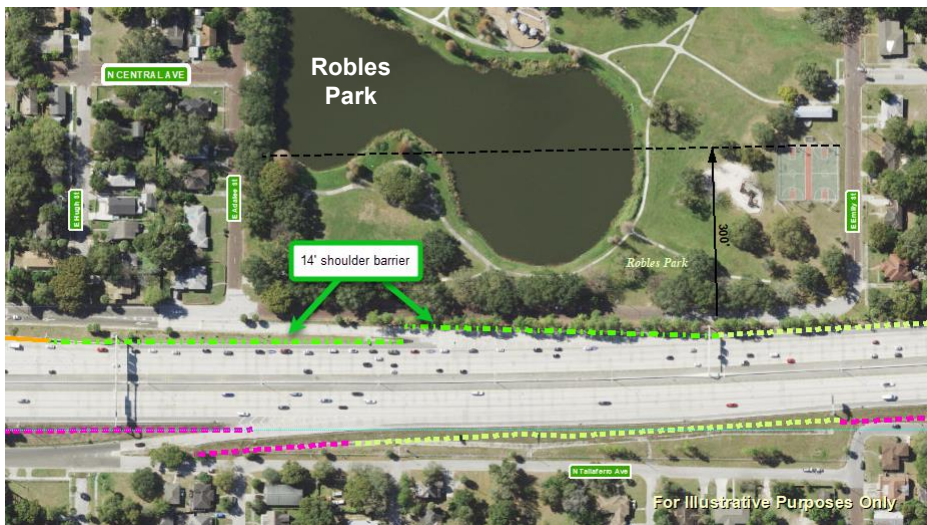 Robles
Park
N CENTRAL AVE
E Hugh St
E Adalee St
E Emily St
14' shoulder barrier
300'
Robles Park
N Taliaferro Ave
For Illustrative Purposes Only